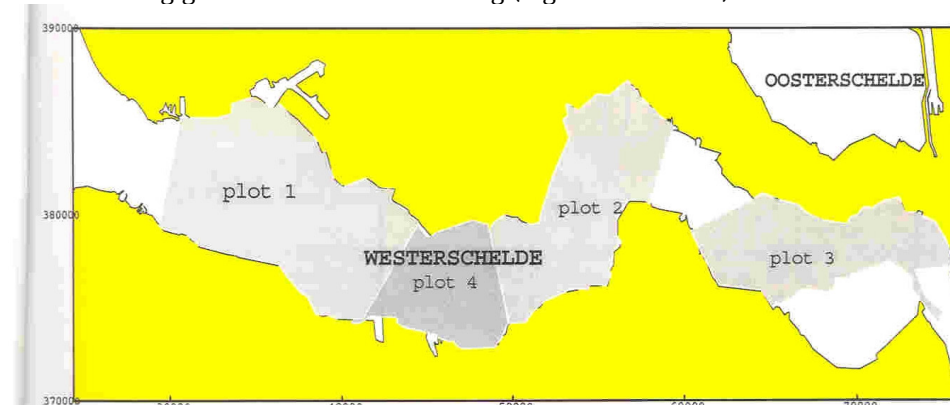 390000
OOSTERSCHELDE
plot 1
380000
plot 2
WESTERSCHELDE
plot 3
plot 4
370000